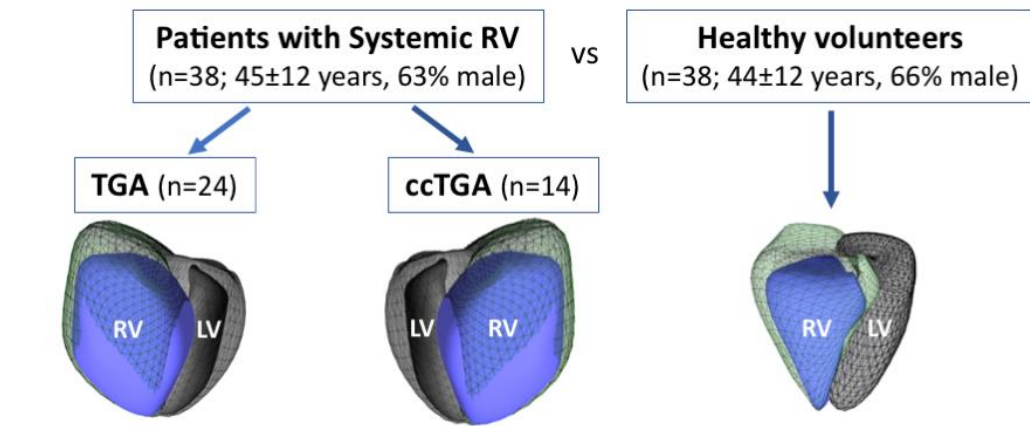 Patients with Systemic RV
(n=38; 45±12 years, 63% male)
vs
Healthy volunteers
(n=38; 44±12 years, 66% male)
TGA (n=24)
ccTGA (n=14)
RV
LV
LV
RV
RV
LV